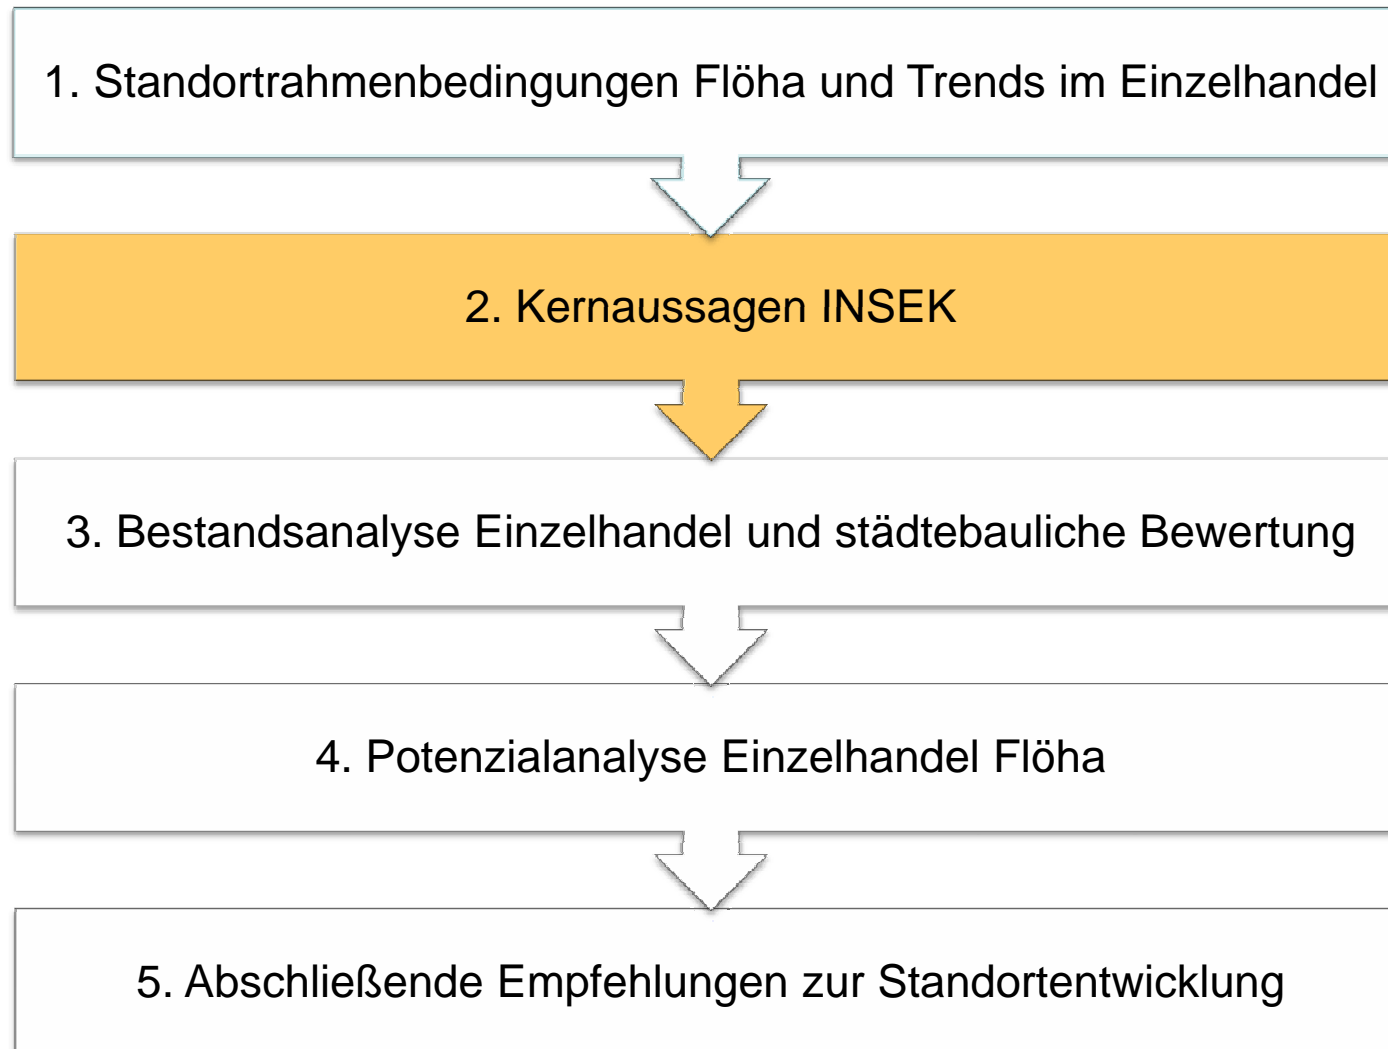 1. Standortrahmenbedingungen Flöha und Trends im Einzelhandel
2. Kernaussagen INSEK
3. Bestandsanalyse Einzelhandel und städtebauliche Bewertung
4. Potenzialanalyse Einzelhandel Flöha
5. Abschließende Empfehlungen zur Standortentwicklung